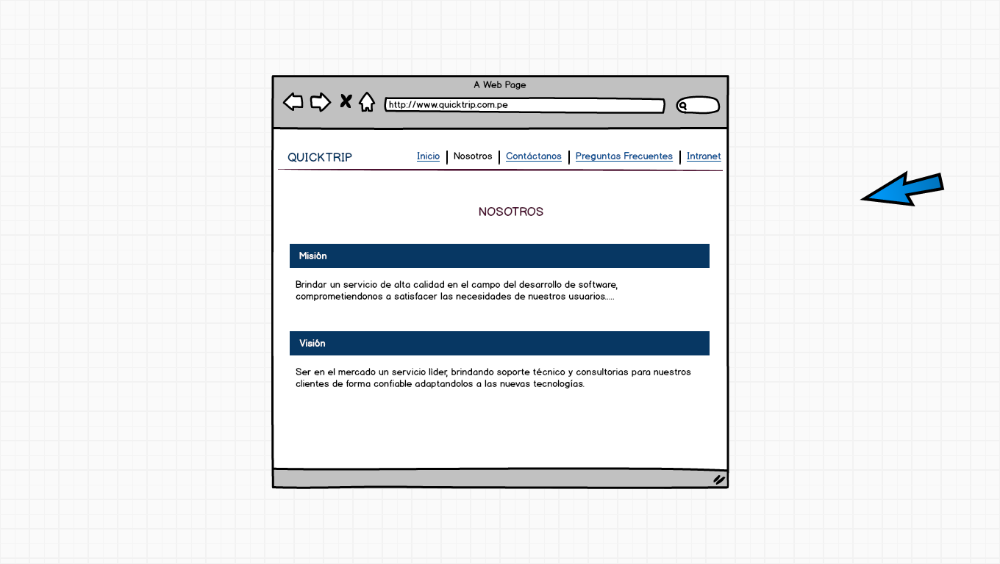 A Web Page
http://www.quicktrip.com.pe
QUICKTRIP
Inicio | Nosotros | Contáctanos | Preguntas Frecuentes | Intranet
NOSOTROS
Misión
Brindar un servicio de alta calidad en el campo del desarrollo de software,
comprometiendonos a satisfacer las necesidades de nuestros usuarios.....
Visión
Ser en el mercado un servicio lìder, brindando soporte técnico y consultorias para nuestros
clientes de forma confiable adaptandolos a las nuevas tecnologías.